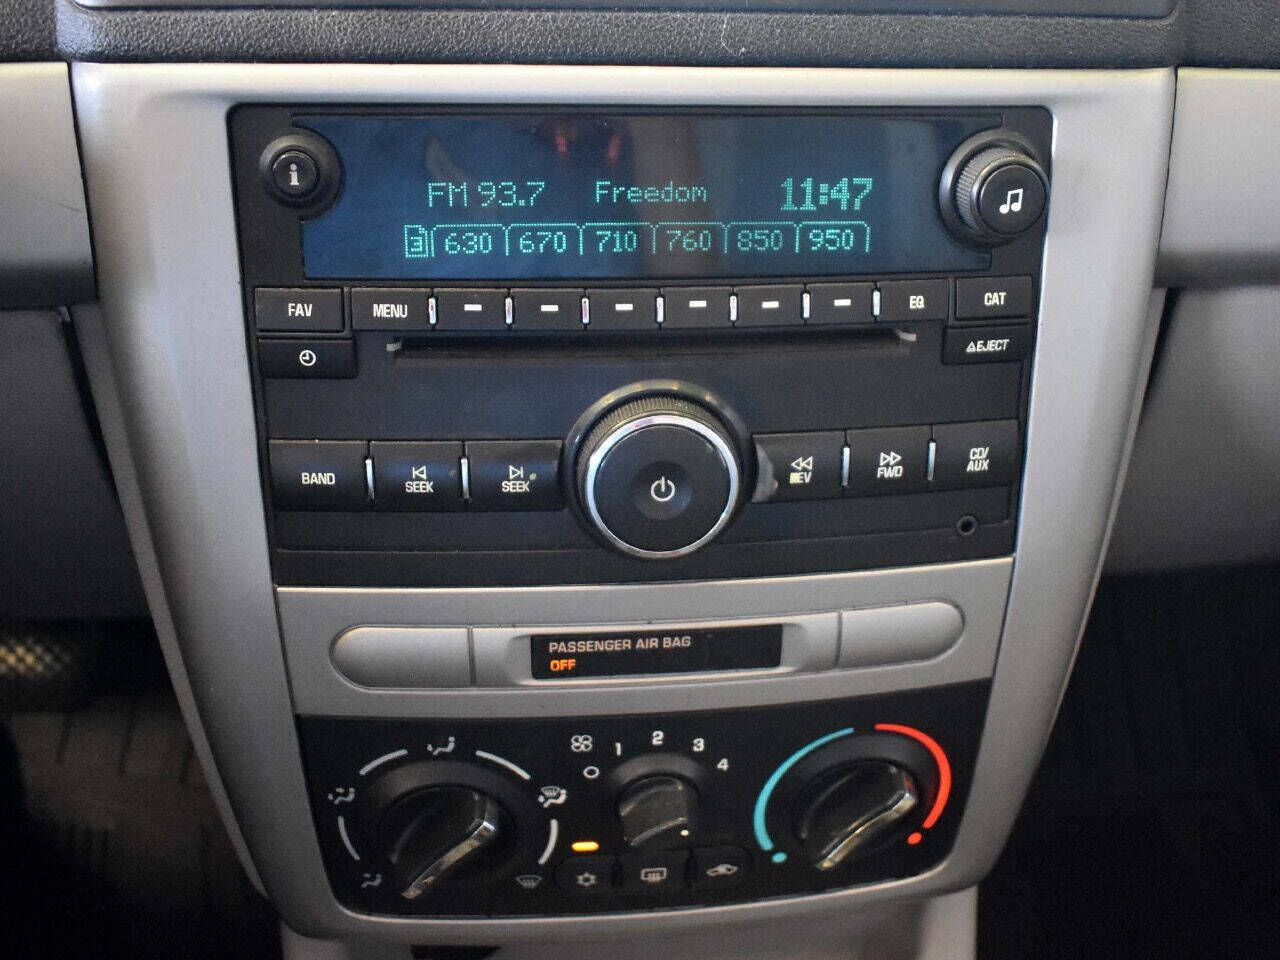 i
FM 93.7 Freedom 11:47
3 630 670 710 760 850 950
FAV MENU EQ CAT
EJECT
BAND SEEK SEEK EV FWD CD/AUX
PASSENGER AIR BAG
OFF
1 2 3 4